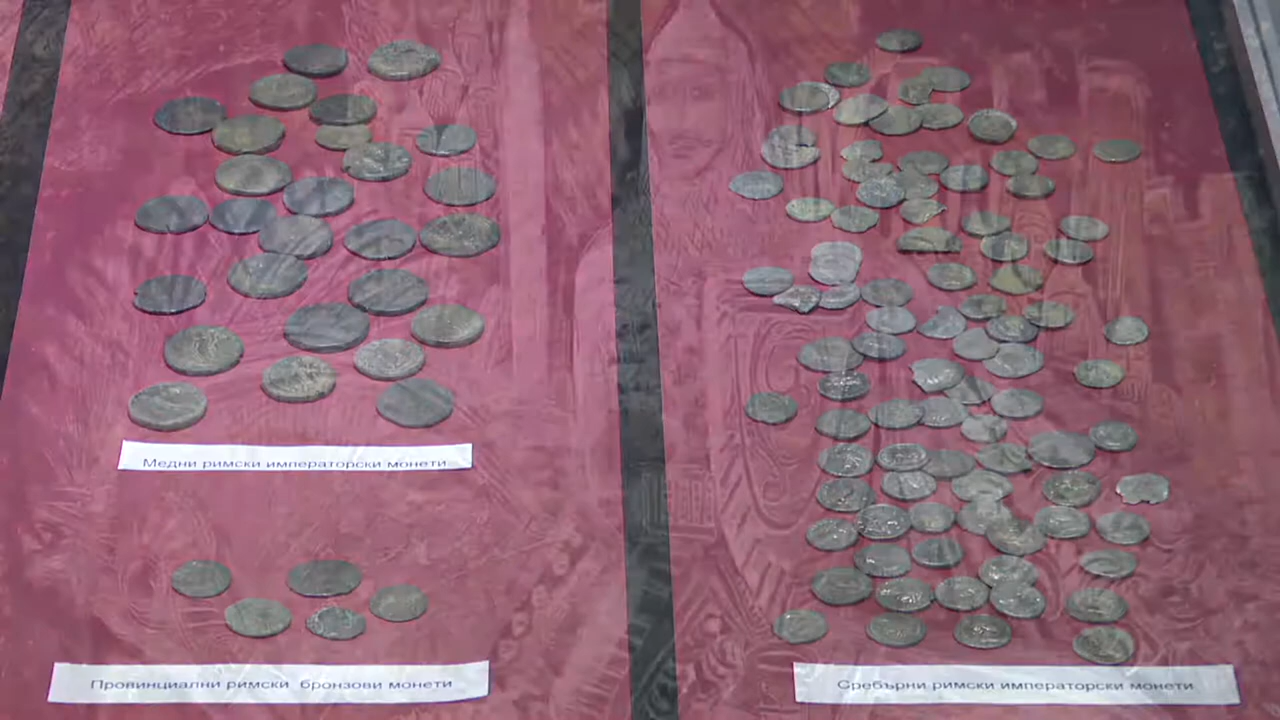 Медни римски императорски монети
Провинциални римски бронзови монети
Сребърни римски императорски монети